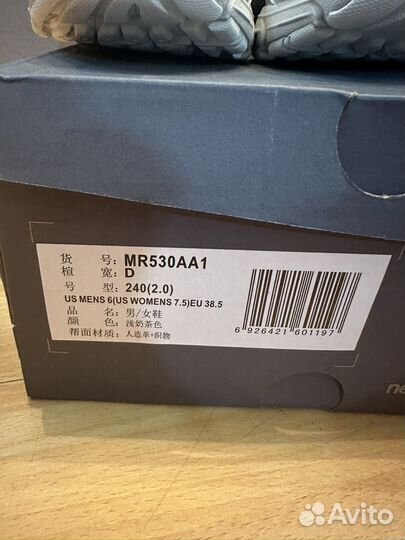 货 号: MR530AA1
楦 宽: D
号 型: 240(2.0)
US MENS 6(US WOMENS 7.5)EU 38.5
品 名: 男/女鞋
颜 色: 浅奶茶色
帮面材质: 人造革+织物
6 926421 601197
ne
Avito